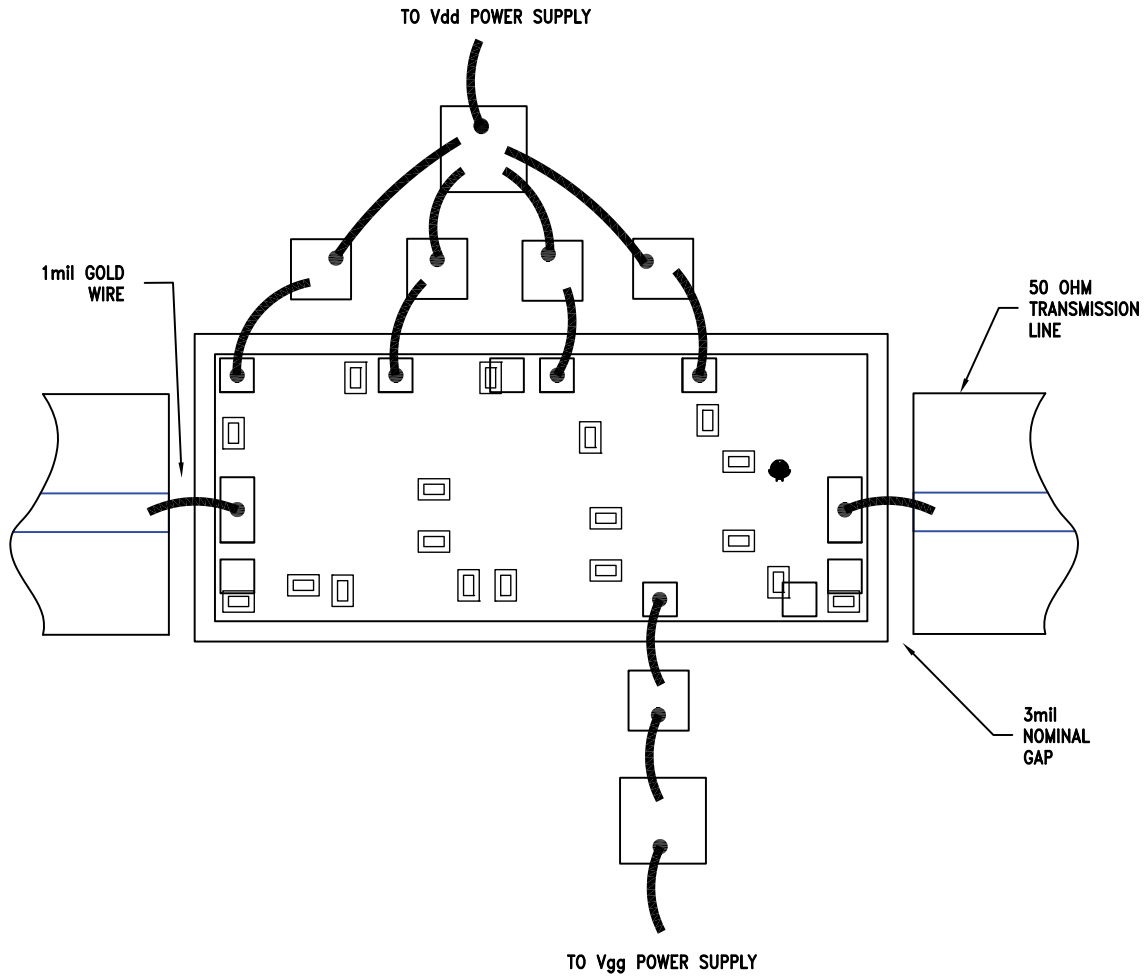 TO Vdd POWER SUPPLY
1mil GOLD
WIRE
50 OHM
TRANSMISSION
LINE
3mil
NOMINAL
GAP
TO Vgg POWER SUPPLY